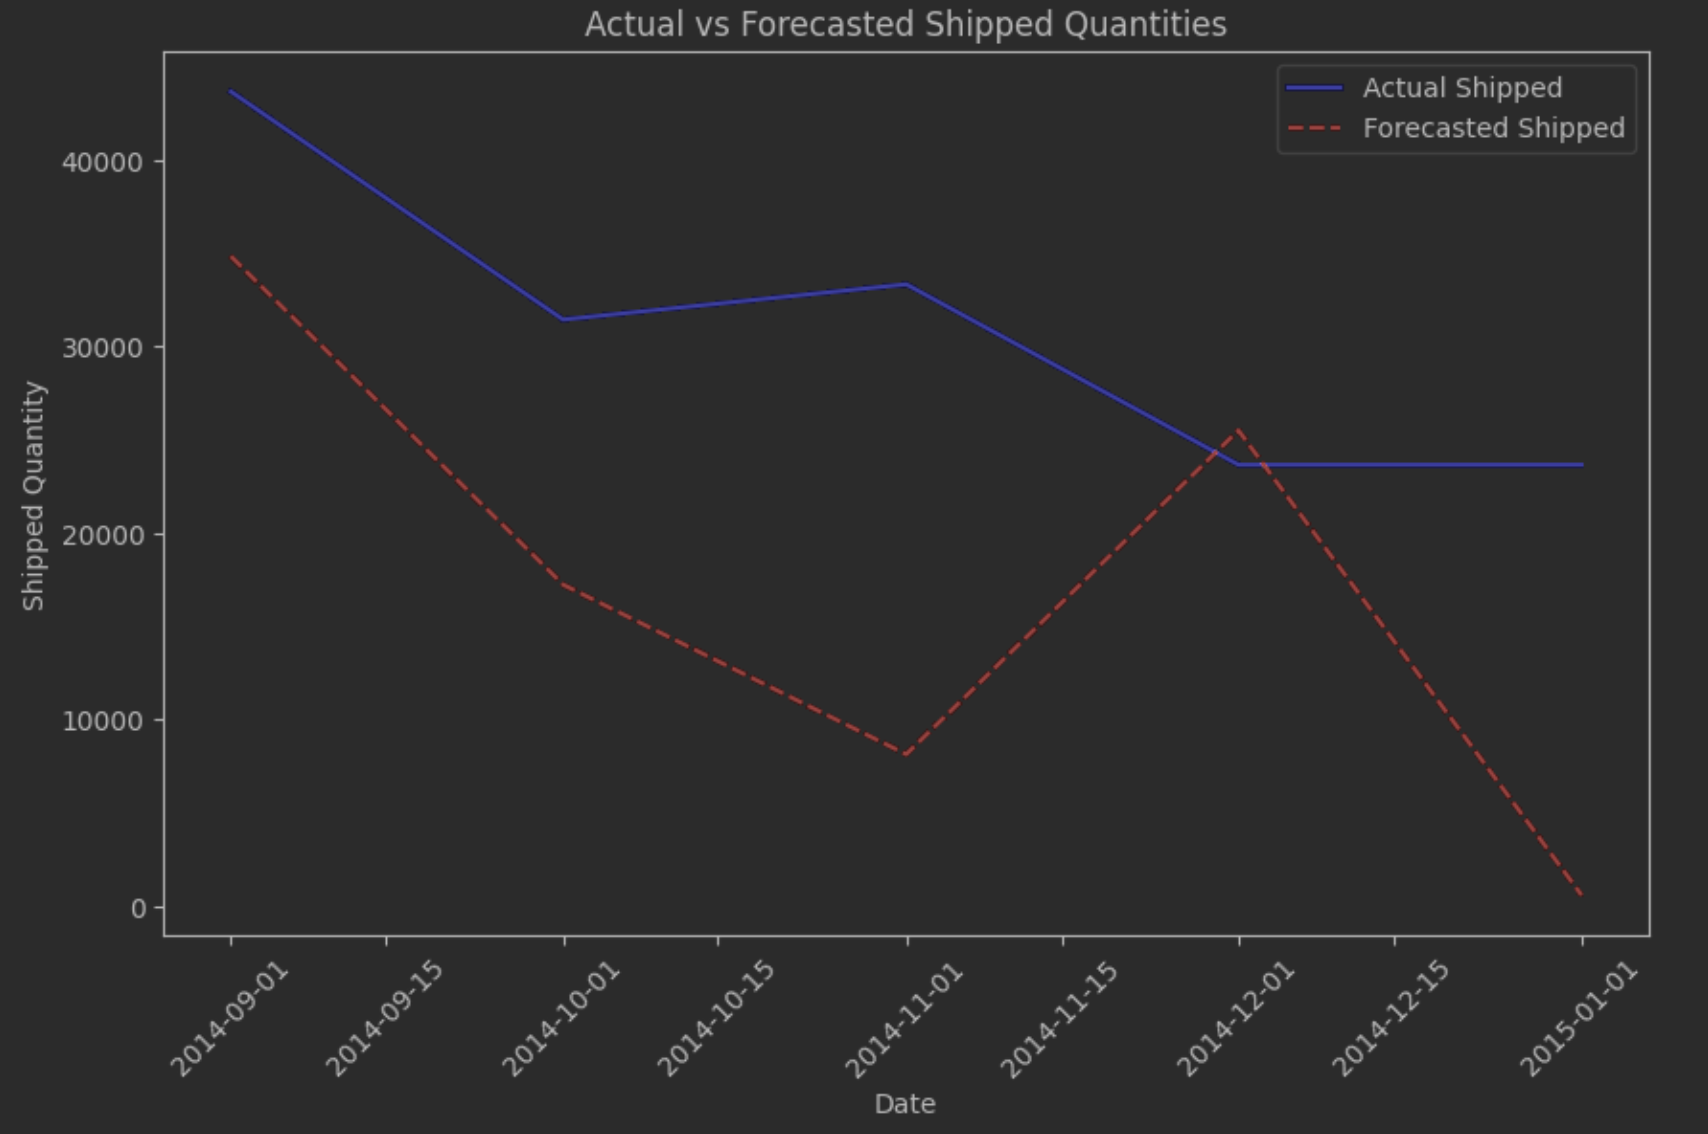 Actual vs Forecasted Shipped Quantities
Actual Shipped
Forecasted Shipped
Shipped Quantity
40000
30000
20000
10000
0
2014-09-01
2014-09-15
2014-10-01
2014-10-15
2014-11-01
2014-11-15
2014-12-01
2014-12-15
2015-01-01
Date